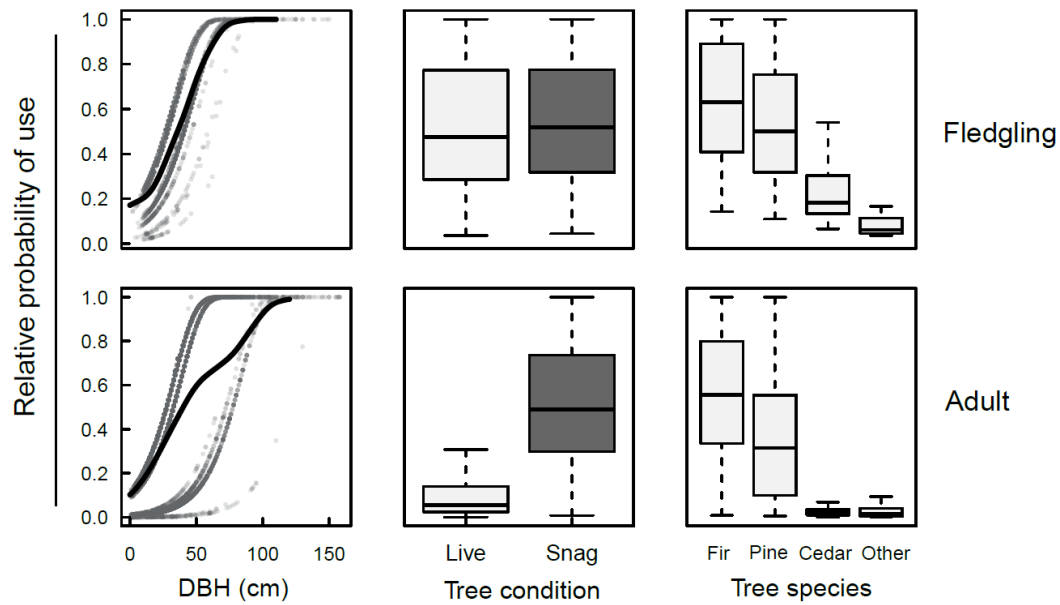 Relative probability of use
1.0
0.8
0.6
0.4
0.2
0.0
Fledgling
1.0
0.8
0.6
0.4
0.2
0.0
Adult
0 50 100 150
DBH (cm)
Live Snag
Tree condition
Fir Pine Cedar Other
Tree species